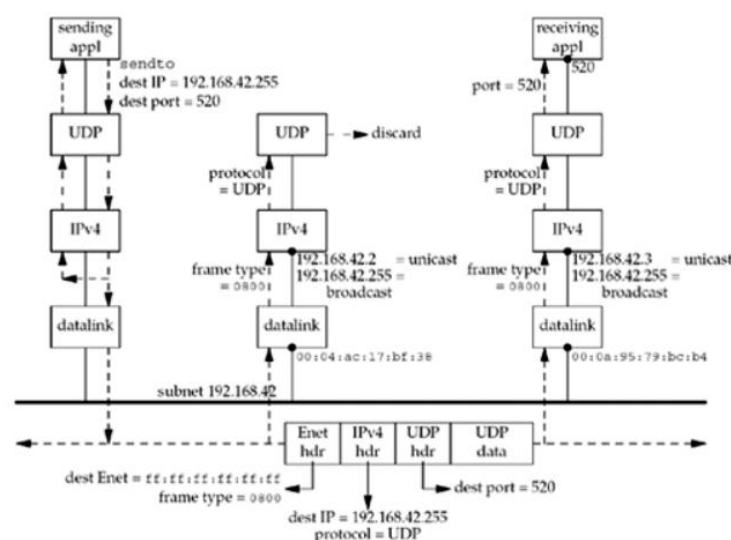 sending
appl
sendto
dest IP = 192.168.42.255
dest port = 520
UDP
IPv4
datalink
UDP
discard
protocol
= UDP
IPv4
192.168.42.2 = unicast
192.168.42.255 =
broadcast
frame type
= 0800
datalink
00:04:ac:17:bf:38
receiving
appl
520
port = 520
UDP
protocol
= UDP
IPv4
192.168.42.3 = unicast
192.168.42.255 =
broadcast
frame type
= 0800
datalink
00:0a:95:79:bc:b4
subnet 192.168.42
Enet
hdr
IPv4
hdr
UDP
hdr
UDP
data
dest Enet = ff:ff:ff:ff:ff:ff
frame type = 0800
dest IP = 192.168.42.255
protocol = UDP
dest port = 520